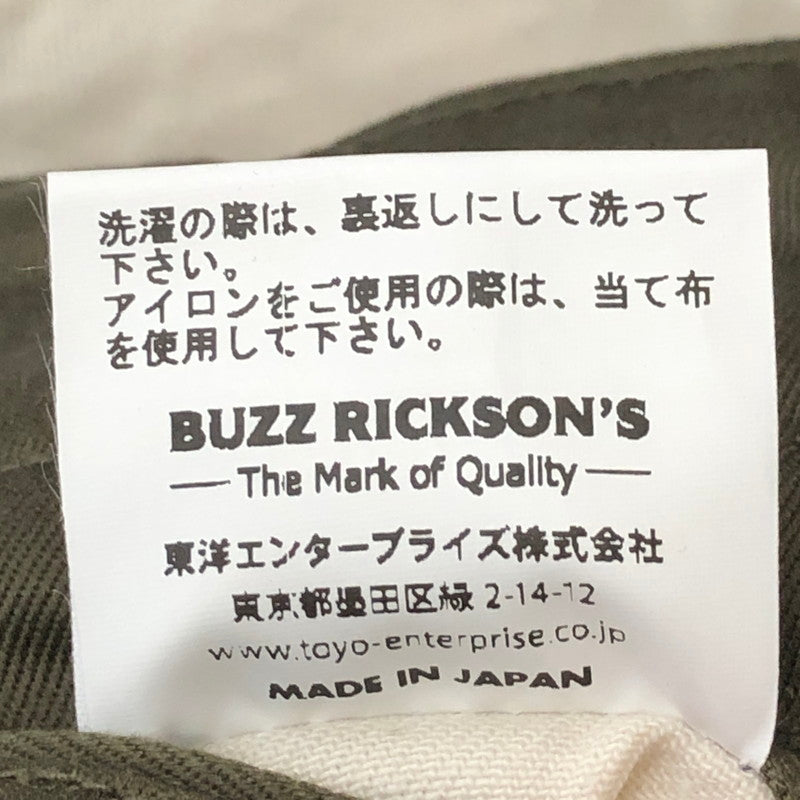 洗濯の際は、裏返しにして洗って
下さい。
アイロンをご使用の際は、当て布
を使用して下さい。
BUZZ RICKSON'S
The Mark of Quality
東洋エンタープライズ株式会社
東京都墨田区緑 2-14-12
www.toyo-enterprise.co.jp
MADE IN JAPAN